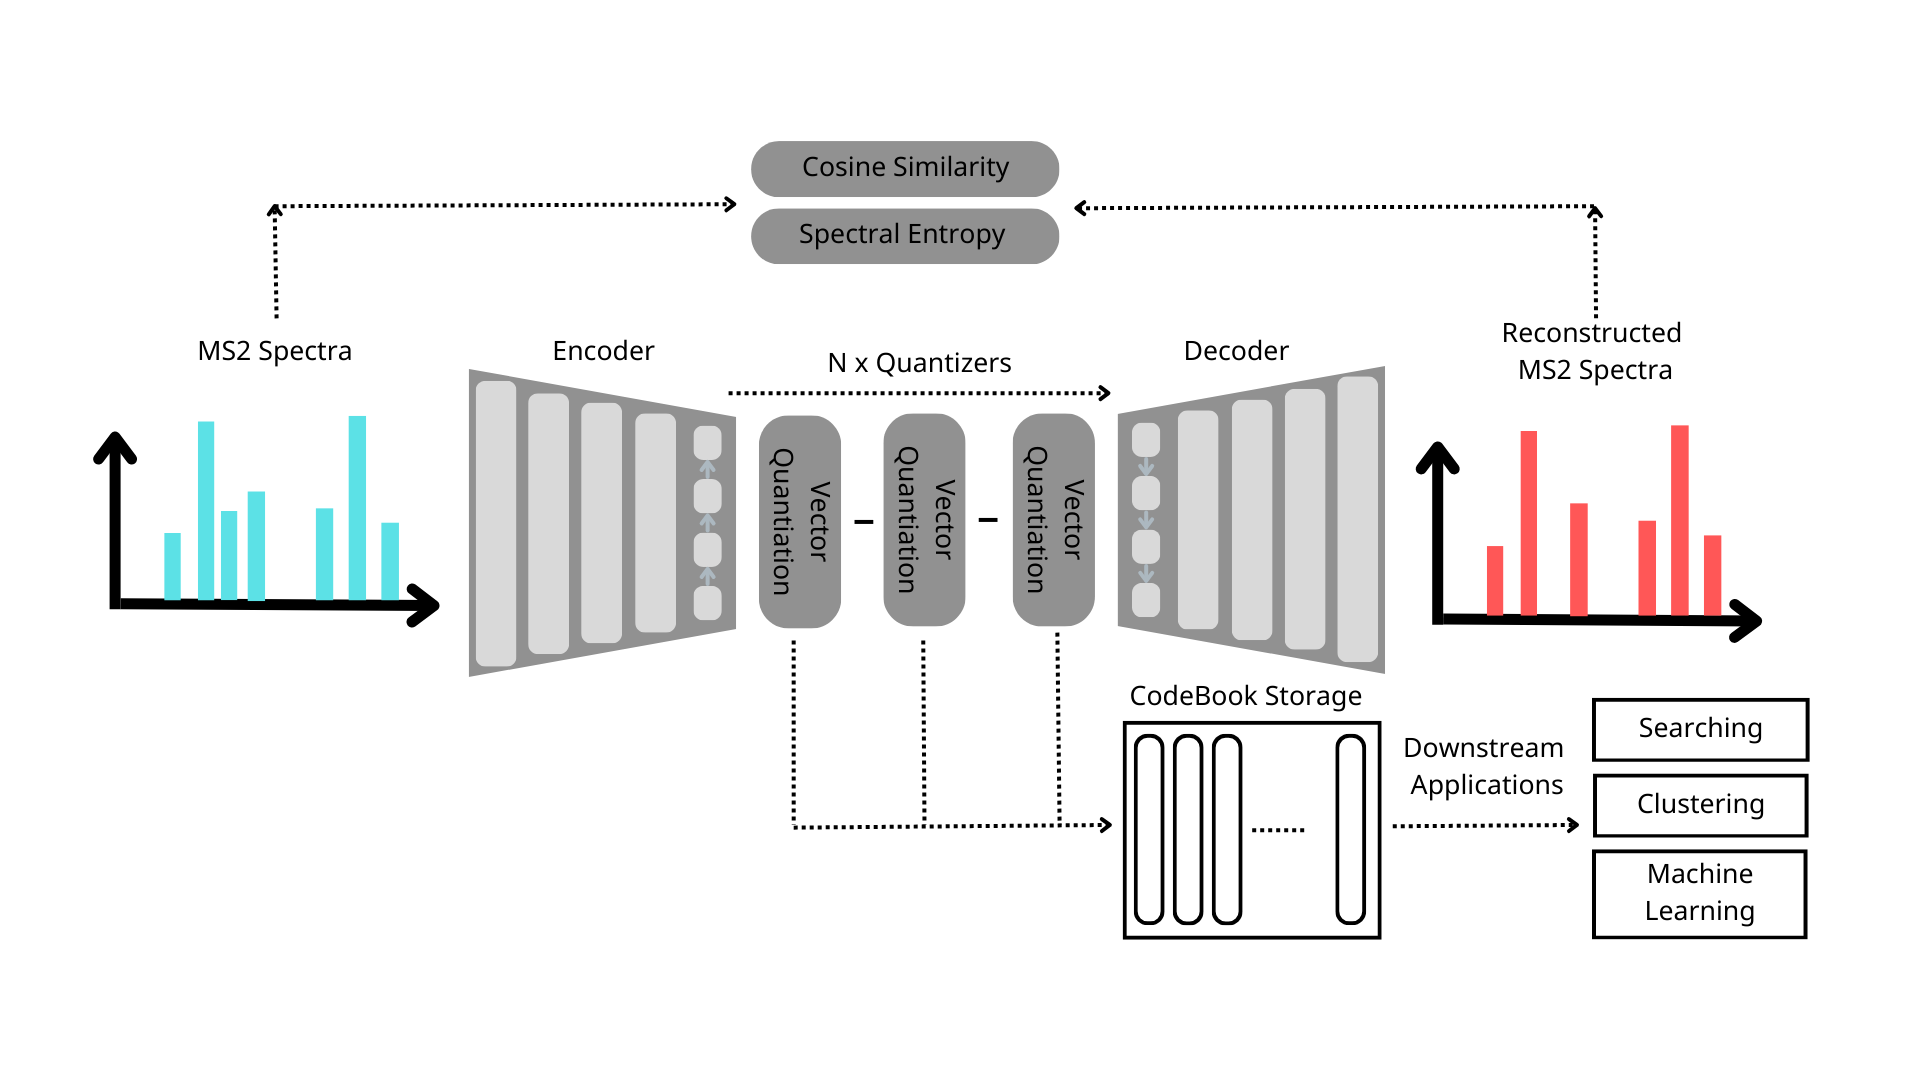 Cosine Similarity
Spectral Entropy
MS2 Spectra
Encoder
N x Quantizers
Decoder
Reconstructed
MS2 Spectra
Vector
Quantiation
Vector
Quantiation
Vector
Quantiation
CodeBook Storage
Downstream
Applications
Searching
Clustering
Machine
Learning